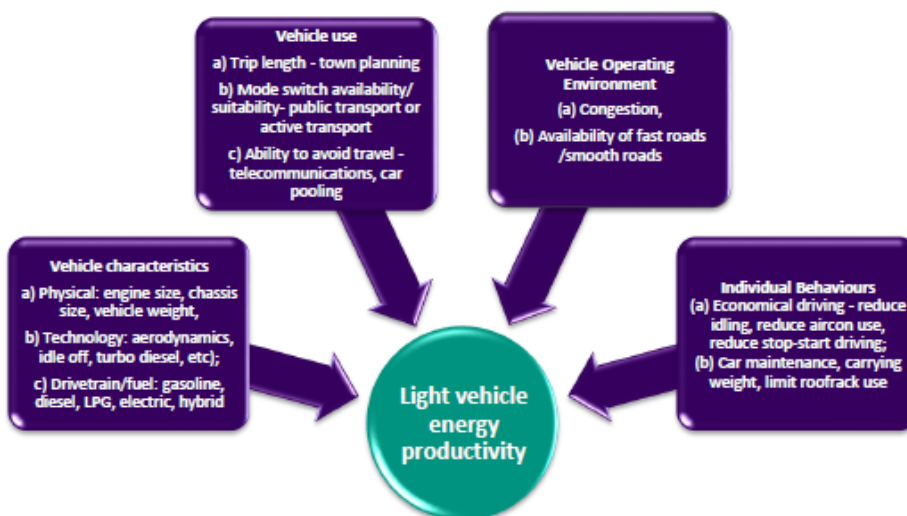 Vehicle use
a) Trip length - town planning
b) Mode switch availability/
suitability- public transport or
active transport
c) Ability to avoid travel -
telecommunications, car
pooling
Vehicle Operating
Environment
(a) Congestion,
(b) Availability of fast roads
/smooth roads
Vehicle characteristics
a) Physical: engine size, chassis
size, vehicle weight,
b) Technology: aerodynamics,
idle off, turbo diesel, etc);
c) Drivetrain/fuel: gasoline,
diesel, LPG, electric, hybrid
Individual Behaviours
(a) Economical driving - reduce
idling, reduce aircon use,
reduce stop-start driving;
(b) Car maintenance, carrying
weight, limit roofrack use
Light vehicle
energy
productivity